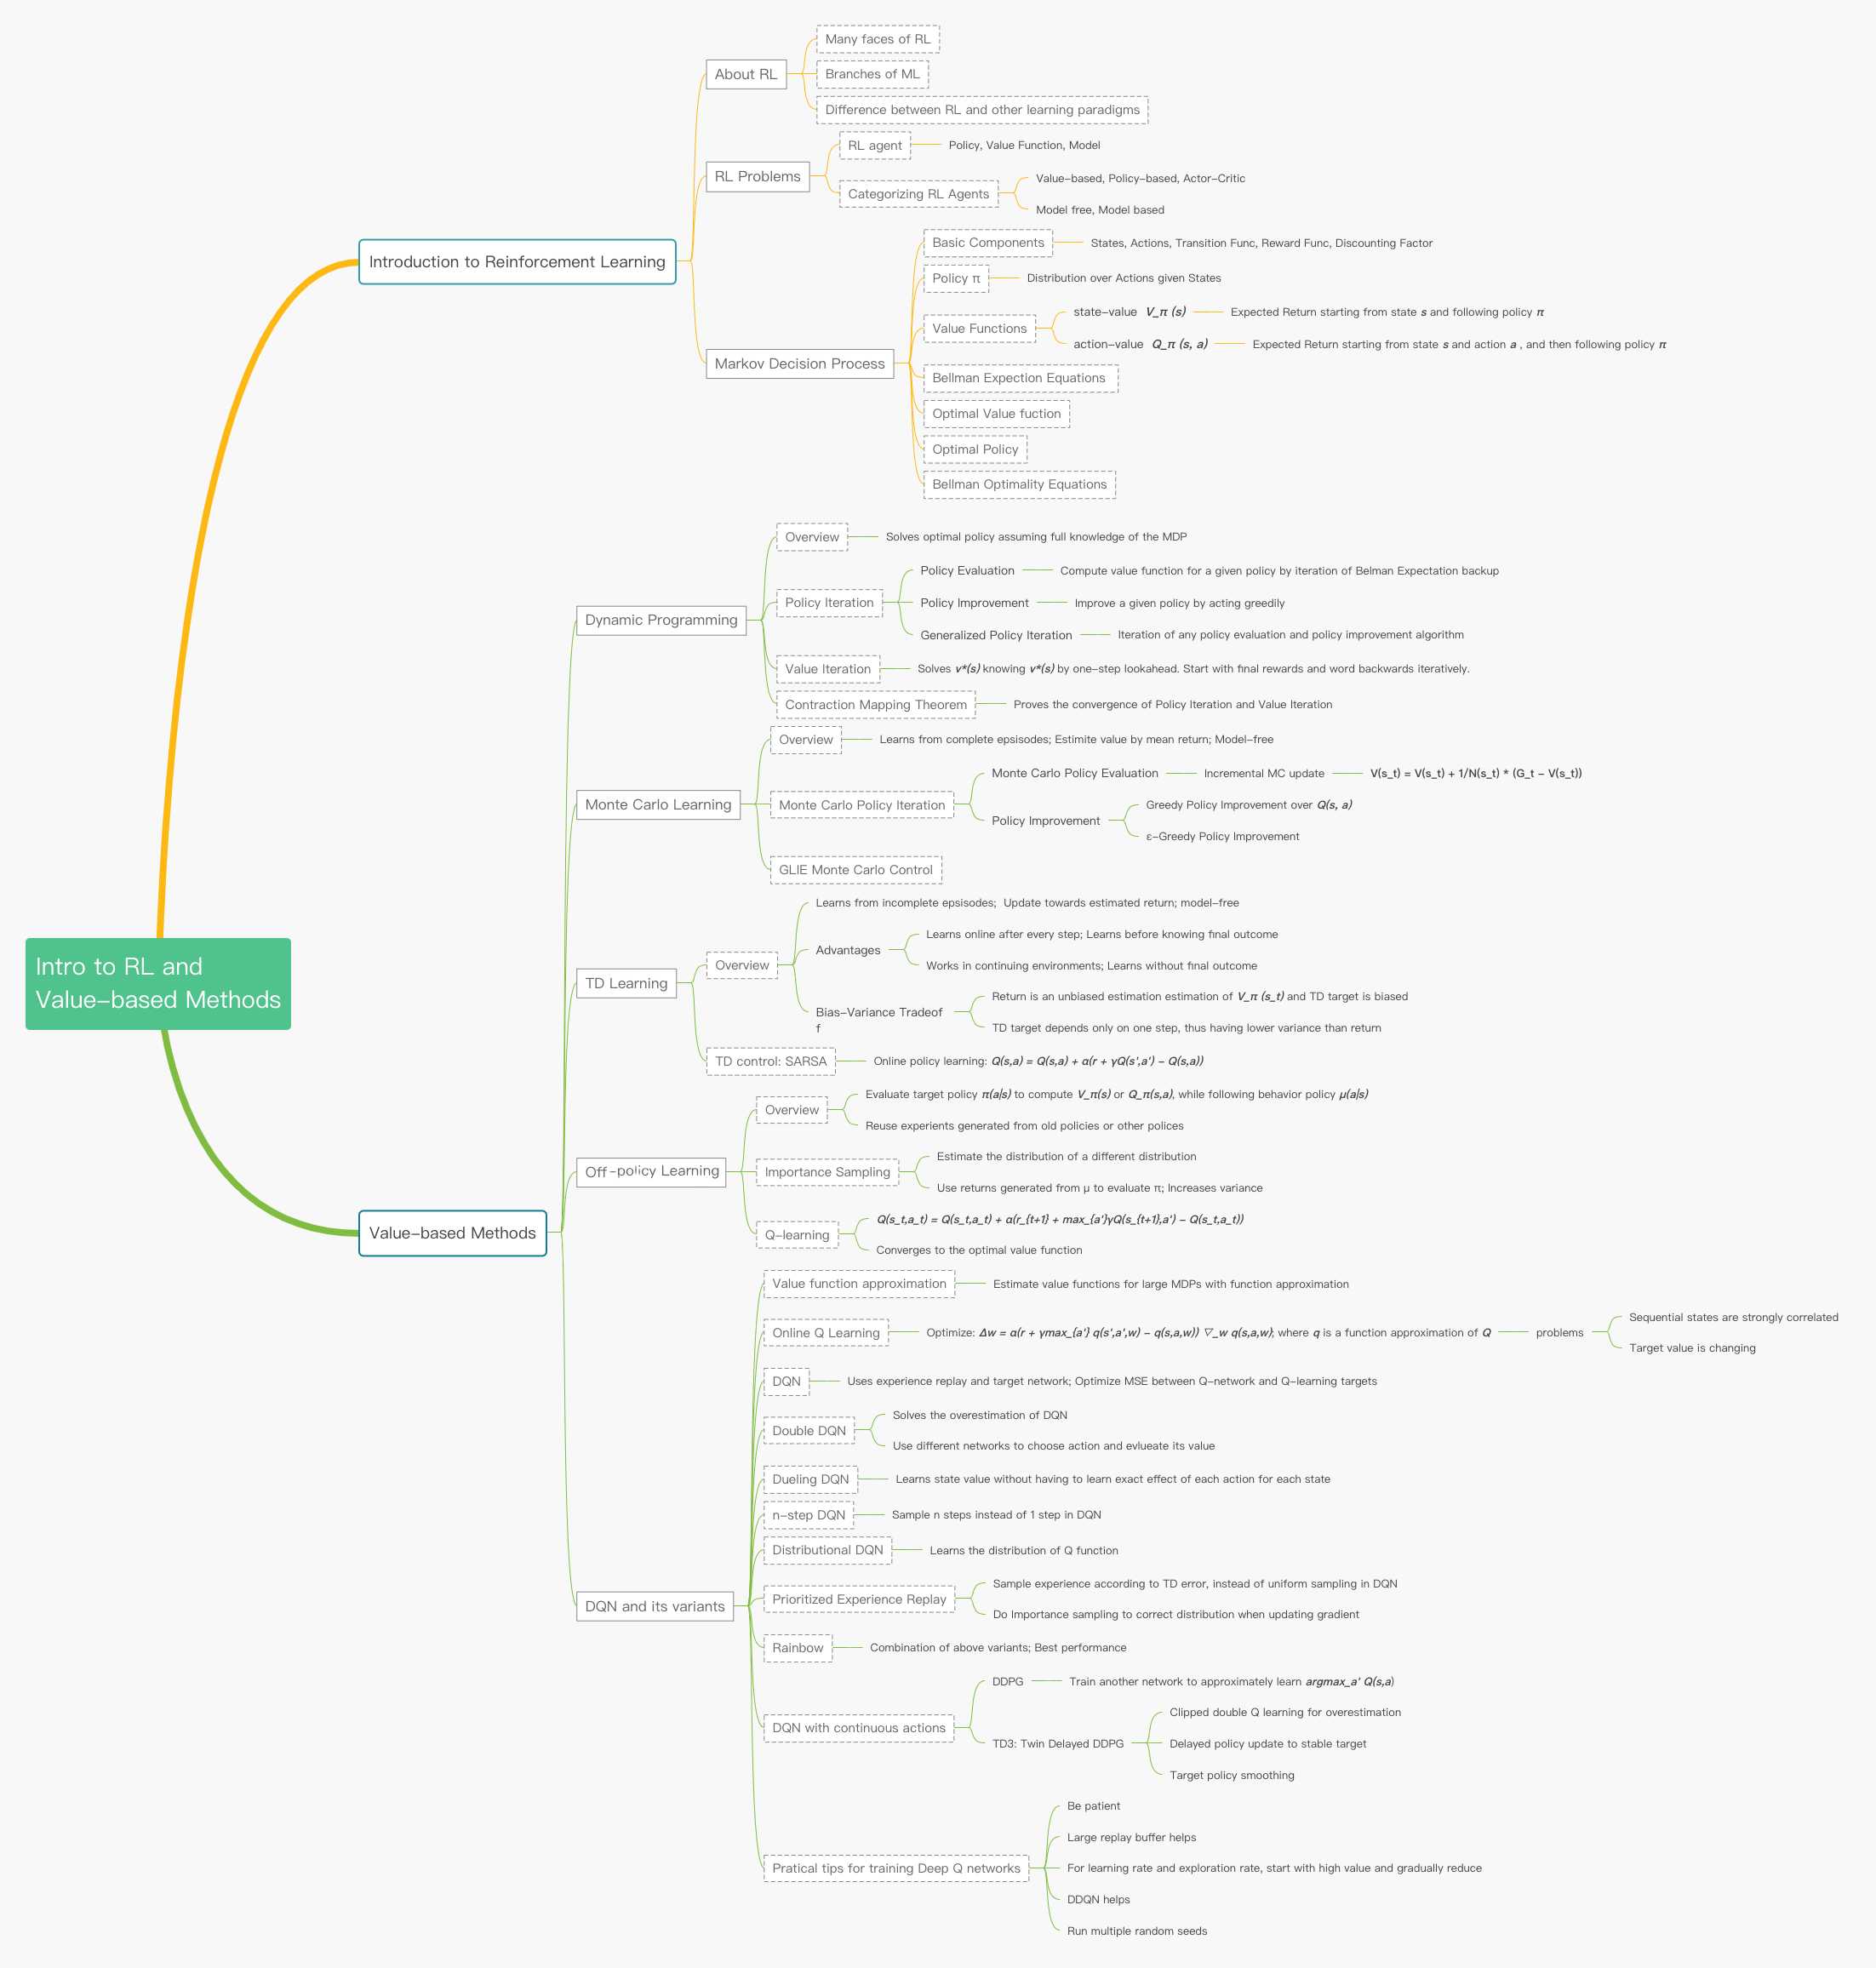 Intro to RL and
Value-based Methods
Introduction to Reinforcement Learning
About RL
Many faces of RL
Branches of ML
Difference between RL and other learning paradigms
RL Problems
RL agent
Policy, Value Function, Model
Categorizing RL Agents
Value-based, Policy-based, Actor-Critic
Model free, Model based
Markov Decision Process
Basic Components
States, Actions, Transition Func, Reward Func, Discounting Factor
Policy π
Distribution over Actions given States
Value Functions
state-value V_π (s)
Expected Return starting from state s and following policy π
action-value Q_π (s, a)
Expected Return starting from state s and action a , and then following policy π
Bellman Expection Equations
Optimal Value fuction
Optimal Policy
Bellman Optimality Equations
Value-based Methods
Dynamic Programming
Overview
Solves optimal policy assuming full knowledge of the MDP
Policy Iteration
Policy Evaluation
Compute value function for a given policy by iteration of Belman Expectation backup
Policy Improvement
Improve a given policy by acting greedily
Generalized Policy Iteration
Iteration of any policy evaluation and policy improvement algorithm
Value Iteration
Solves v*(s) knowing v*(s) by one-step lookahead. Start with final rewards and word backwards iteratively.
Contraction Mapping Theorem
Proves the convergence of Policy Iteration and Value Iteration
Monte Carlo Learning
Overview
Learns from complete epsisodes; Estimite value by mean return; Model-free
Monte Carlo Policy Iteration
Monte Carlo Policy Evaluation
Incremental MC update
V(s_t) = V(s_t) + 1/N(s_t) * (G_t - V(s_t))
Policy Improvement
Greedy Policy Improvement over Q(s, a)
ε-Greedy Policy Improvement
GLIE Monte Carlo Control
TD Learning
Overview
Learns from incomplete epsisodes; Update towards estimated return; model-free
Advantages
Learns online after every step; Learns before knowing final outcome
Works in continuing environments; Learns without final outcome
Bias-Variance Tradeof
f
Return is an unbiased estimation estimation of V_π (s_t) and TD target is biased
TD target depends only on one step, thus having lower variance than return
TD control: SARSA
Online policy learning: Q(s,a) = Q(s,a) + α(r + γQ(s',a') - Q(s,a))
Off-policy Learning
Overview
Evaluate target policy π(a|s) to compute V_π(s) or Q_π(s,a), while following behavior policy μ(a|s)
Reuse experients generated from old policies or other polices
Importance Sampling
Estimate the distribution of a different distribution
Use returns generated from μ to evaluate π; Increases variance
Q-learning
Q(s_t,a_t) = Q(s_t,a_t) + α(r_{t+1} + max_{a'}γQ(s_{t+1},a') - Q(s_t,a_t))
Converges to the optimal value function
DQN and its variants
Value function approximation
Estimate value functions for large MDPs with function approximation
Online Q Learning
Optimize: Δw = α(r + γmax_{a'} q(s',a',w) - q(s,a,w)) ▽_w q(s,a,w), where q is a function approximation of Q
problems
Sequential states are strongly correlated
Target value is changing
DQN
Uses experience replay and target network; Optimize MSE between Q-network and Q-learning targets
Double DQN
Solves the overestimation of DQN
Use different networks to choose action and evlueate its value
Dueling DQN
Learns state value without having to learn exact effect of each action for each state
n-step DQN
Sample n steps instead of 1 step in DQN
Distributional DQN
Learns the distribution of Q function
Prioritized Experience Replay
Sample experience according to TD error, instead of uniform sampling in DQN
Do Importance sampling to correct distribution when updating gradient
Rainbow
Combination of above variants; Best performance
DQN with continuous actions
DDPG
Train another network to approximately learn argmax_a' Q(s,a)
TD3: Twin Delayed DDPG
Clipped double Q learning for overestimation
Delayed policy update to stable target
Target policy smoothing
Pratical tips for training Deep Q networks
Be patient
Large replay buffer helps
For learning rate and exploration rate, start with high value and gradually reduce
DDQN helps
Run multiple random seeds